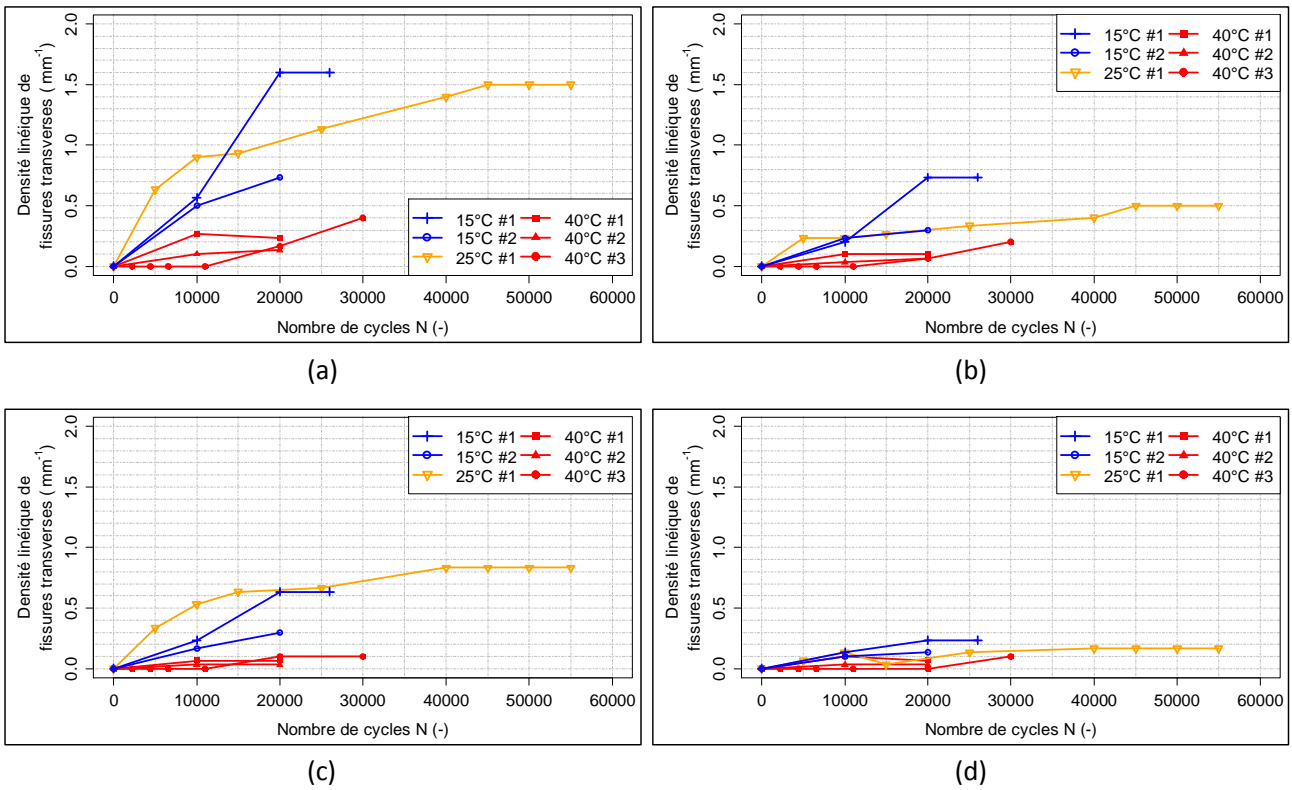 Densité linéique de
fissures transverses ( mm-1)
2.0
1.5
1.0
0.5
0.0
15°C #1
15°C #2
25°C #1
40°C #1
40°C #2
40°C #3
0 10000 20000 30000 40000 50000 60000
Nombre de cycles N (-)
(a)
Densité linéique de
fissures transverses ( mm-1)
2.0
1.5
1.0
0.5
0.0
15°C #1
15°C #2
25°C #1
40°C #1
40°C #2
40°C #3
0 10000 20000 30000 40000 50000 60000
Nombre de cycles N (-)
(b)
Densité linéique de
fissures transverses ( mm-1)
2.0
1.5
1.0
0.5
0.0
15°C #1
15°C #2
25°C #1
40°C #1
40°C #2
40°C #3
0 10000 20000 30000 40000 50000 60000
Nombre de cycles N (-)
(c)
Densité linéique de
fissures transverses ( mm-1)
2.0
1.5
1.0
0.5
0.0
15°C #1
15°C #2
25°C #1
40°C #1
40°C #2
40°C #3
0 10000 20000 30000 40000 50000 60000
Nombre de cycles N (-)
(d)